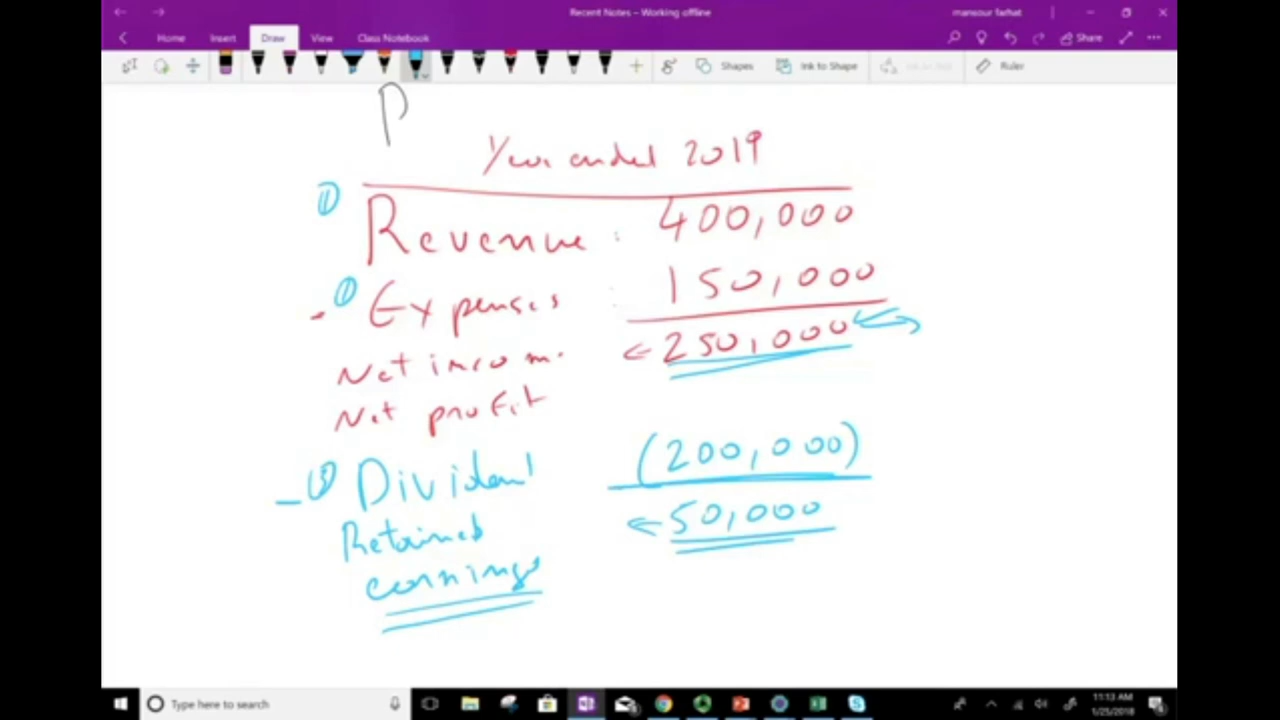 Recent Notes - Working offline
mansour farhat
Home Insert Draw View Class Notebook
Share
Shapes Ink to Shape Ruler
P
Year ended 2019
① Revenue : 400,000
- ① Expenses : 150,000
Net income ← 250,000
Net profit
- Dividend (200,000)
Retained ← 50,000
earnings
Type here to search
11:13 AM
1/25/2018